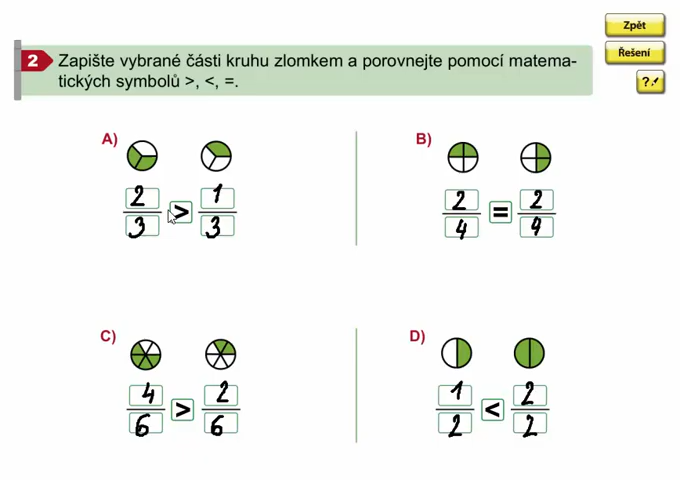 Zpět
Řešení
?
2 Zapište vybrané části kruhu zlomkem a porovnejte pomocí matema-
tických symbolů >, <, =.
A)
B)
2 1
>
3 3
2 2
=
4 4
C)
D)
4 2
>
6 6
1 2
<
2 2